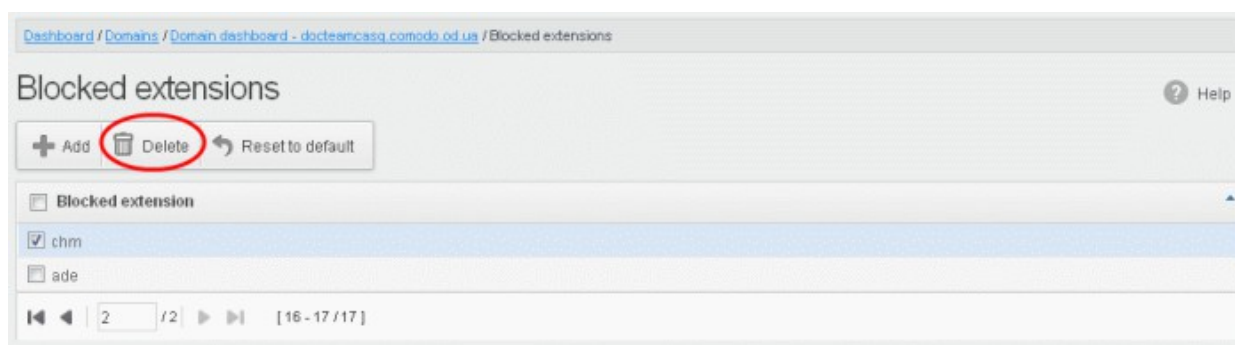 Dashboard / Domains / Domain dashboard - docteamcasg.comodo.od.ua / Blocked extensions
Blocked extensions
Help
Add Delete Reset to default
Blocked extension
chm
ade
2 / 2 [ 16 - 17 / 17 ]